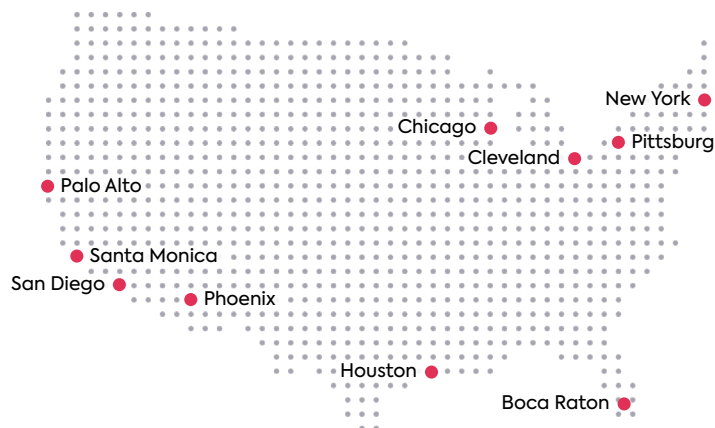 New York
Chicago
Pittsburg
Cleveland
Palo Alto
Santa Monica
San Diego
Phoenix
Houston
Boca Raton